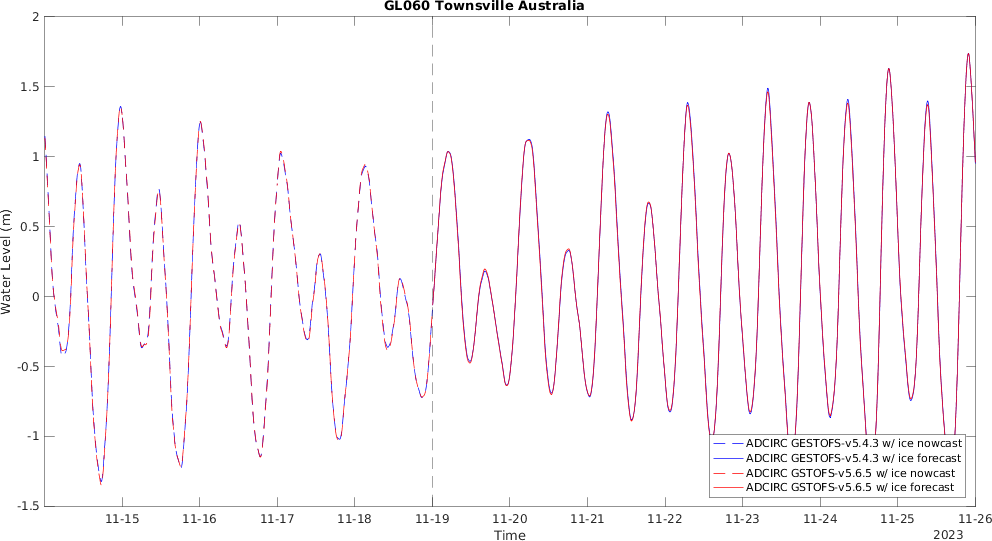 GL060 Townsville Australia
2
1.5
1
0.5
0
-0.5
-1
-1.5
Water Level (m)
ADCIRC GESTOFS-v5.4.3 w/ ice nowcast
ADCIRC GESTOFS-v5.4.3 w/ ice forecast
ADCIRC GSTOFS-v5.6.5 w/ ice nowcast
ADCIRC GSTOFS-v5.6.5 w/ ice forecast
11-15 11-16 11-17 11-18 11-19 11-20 11-21 11-22 11-23 11-24 11-25 11-26
Time
2023